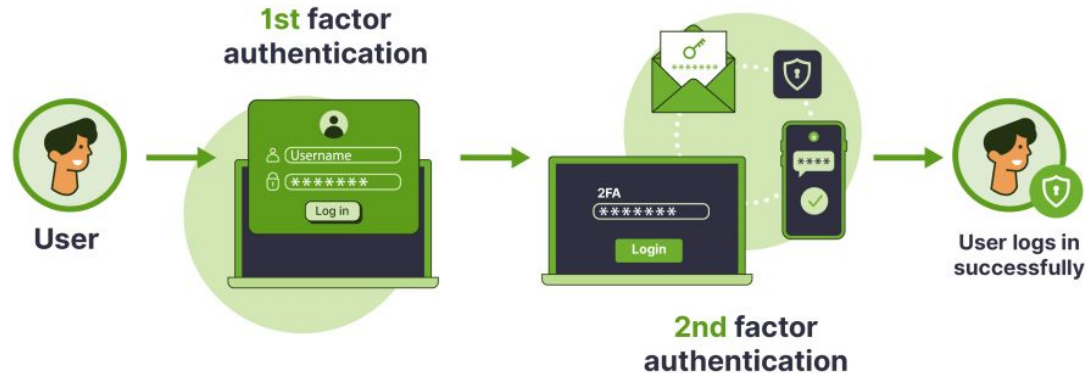 1st factor
authentication
User
Username
*******
Log in
*******
2FA
*******
Login
****
2nd factor
authentication
User logs in
successfully